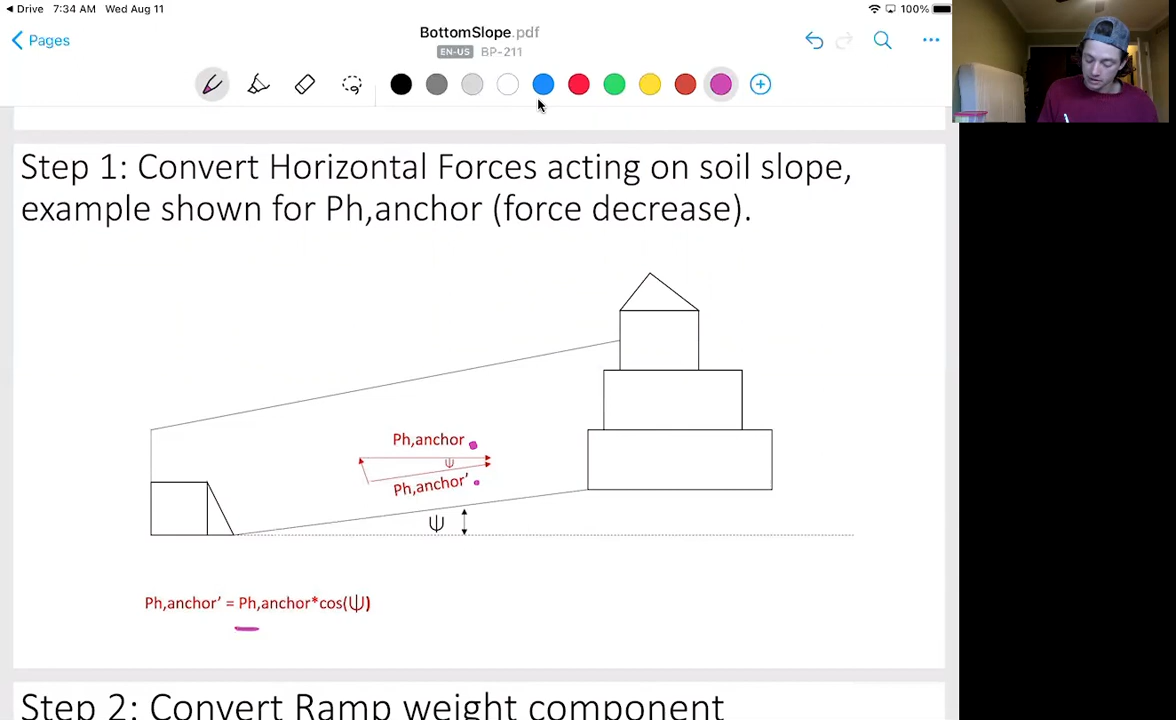 Drive 7:34 AM Wed Aug 11
100%
Pages
BottomSlope.pdf
EN-US BP-211
Step 1: Convert Horizontal Forces acting on soil slope,
example shown for Ph,anchor (force decrease).
Ph,anchor
Ψ
Ph,anchor’
Ψ
Ph,anchor’ = Ph,anchor*cos(Ψ)
Step 2: Convert Ramp weight component